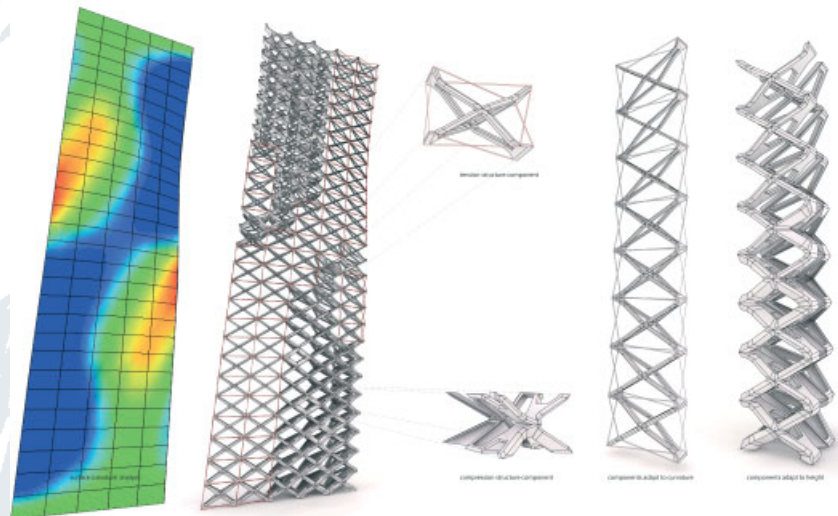 tension structure component
surface curvature analysis
compression structure component
components adapt to curvature
components adapt to height